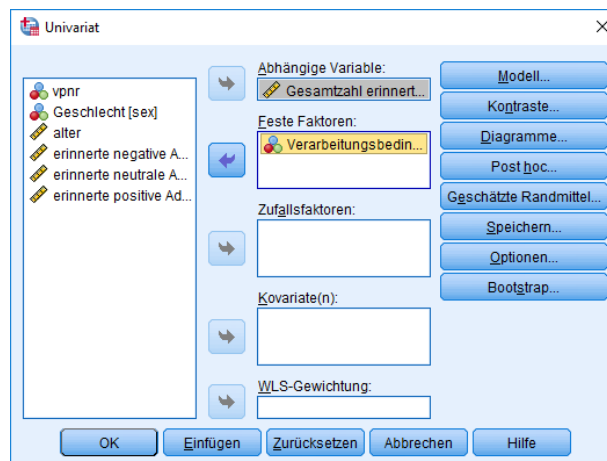 Univariat
vpnr
Geschlecht [sex]
alter
erinnerte negative A...
erinnerte neutrale A...
erinnerte positive Ad...
Abhängige Variable:
Gesamtzahl erinnert...
Feste Faktoren:
Verarbeitungsbedin...
Zufallsfaktoren:
Kovariate(n):
WLS-Gewichtung:
Modell...
Kontraste...
Diagramme...
Post hoc...
Geschätzte Randmittel...
Speichern...
Optionen...
Bootstrap...
OK
Einfügen
Zurücksetzen
Abbrechen
Hilfe